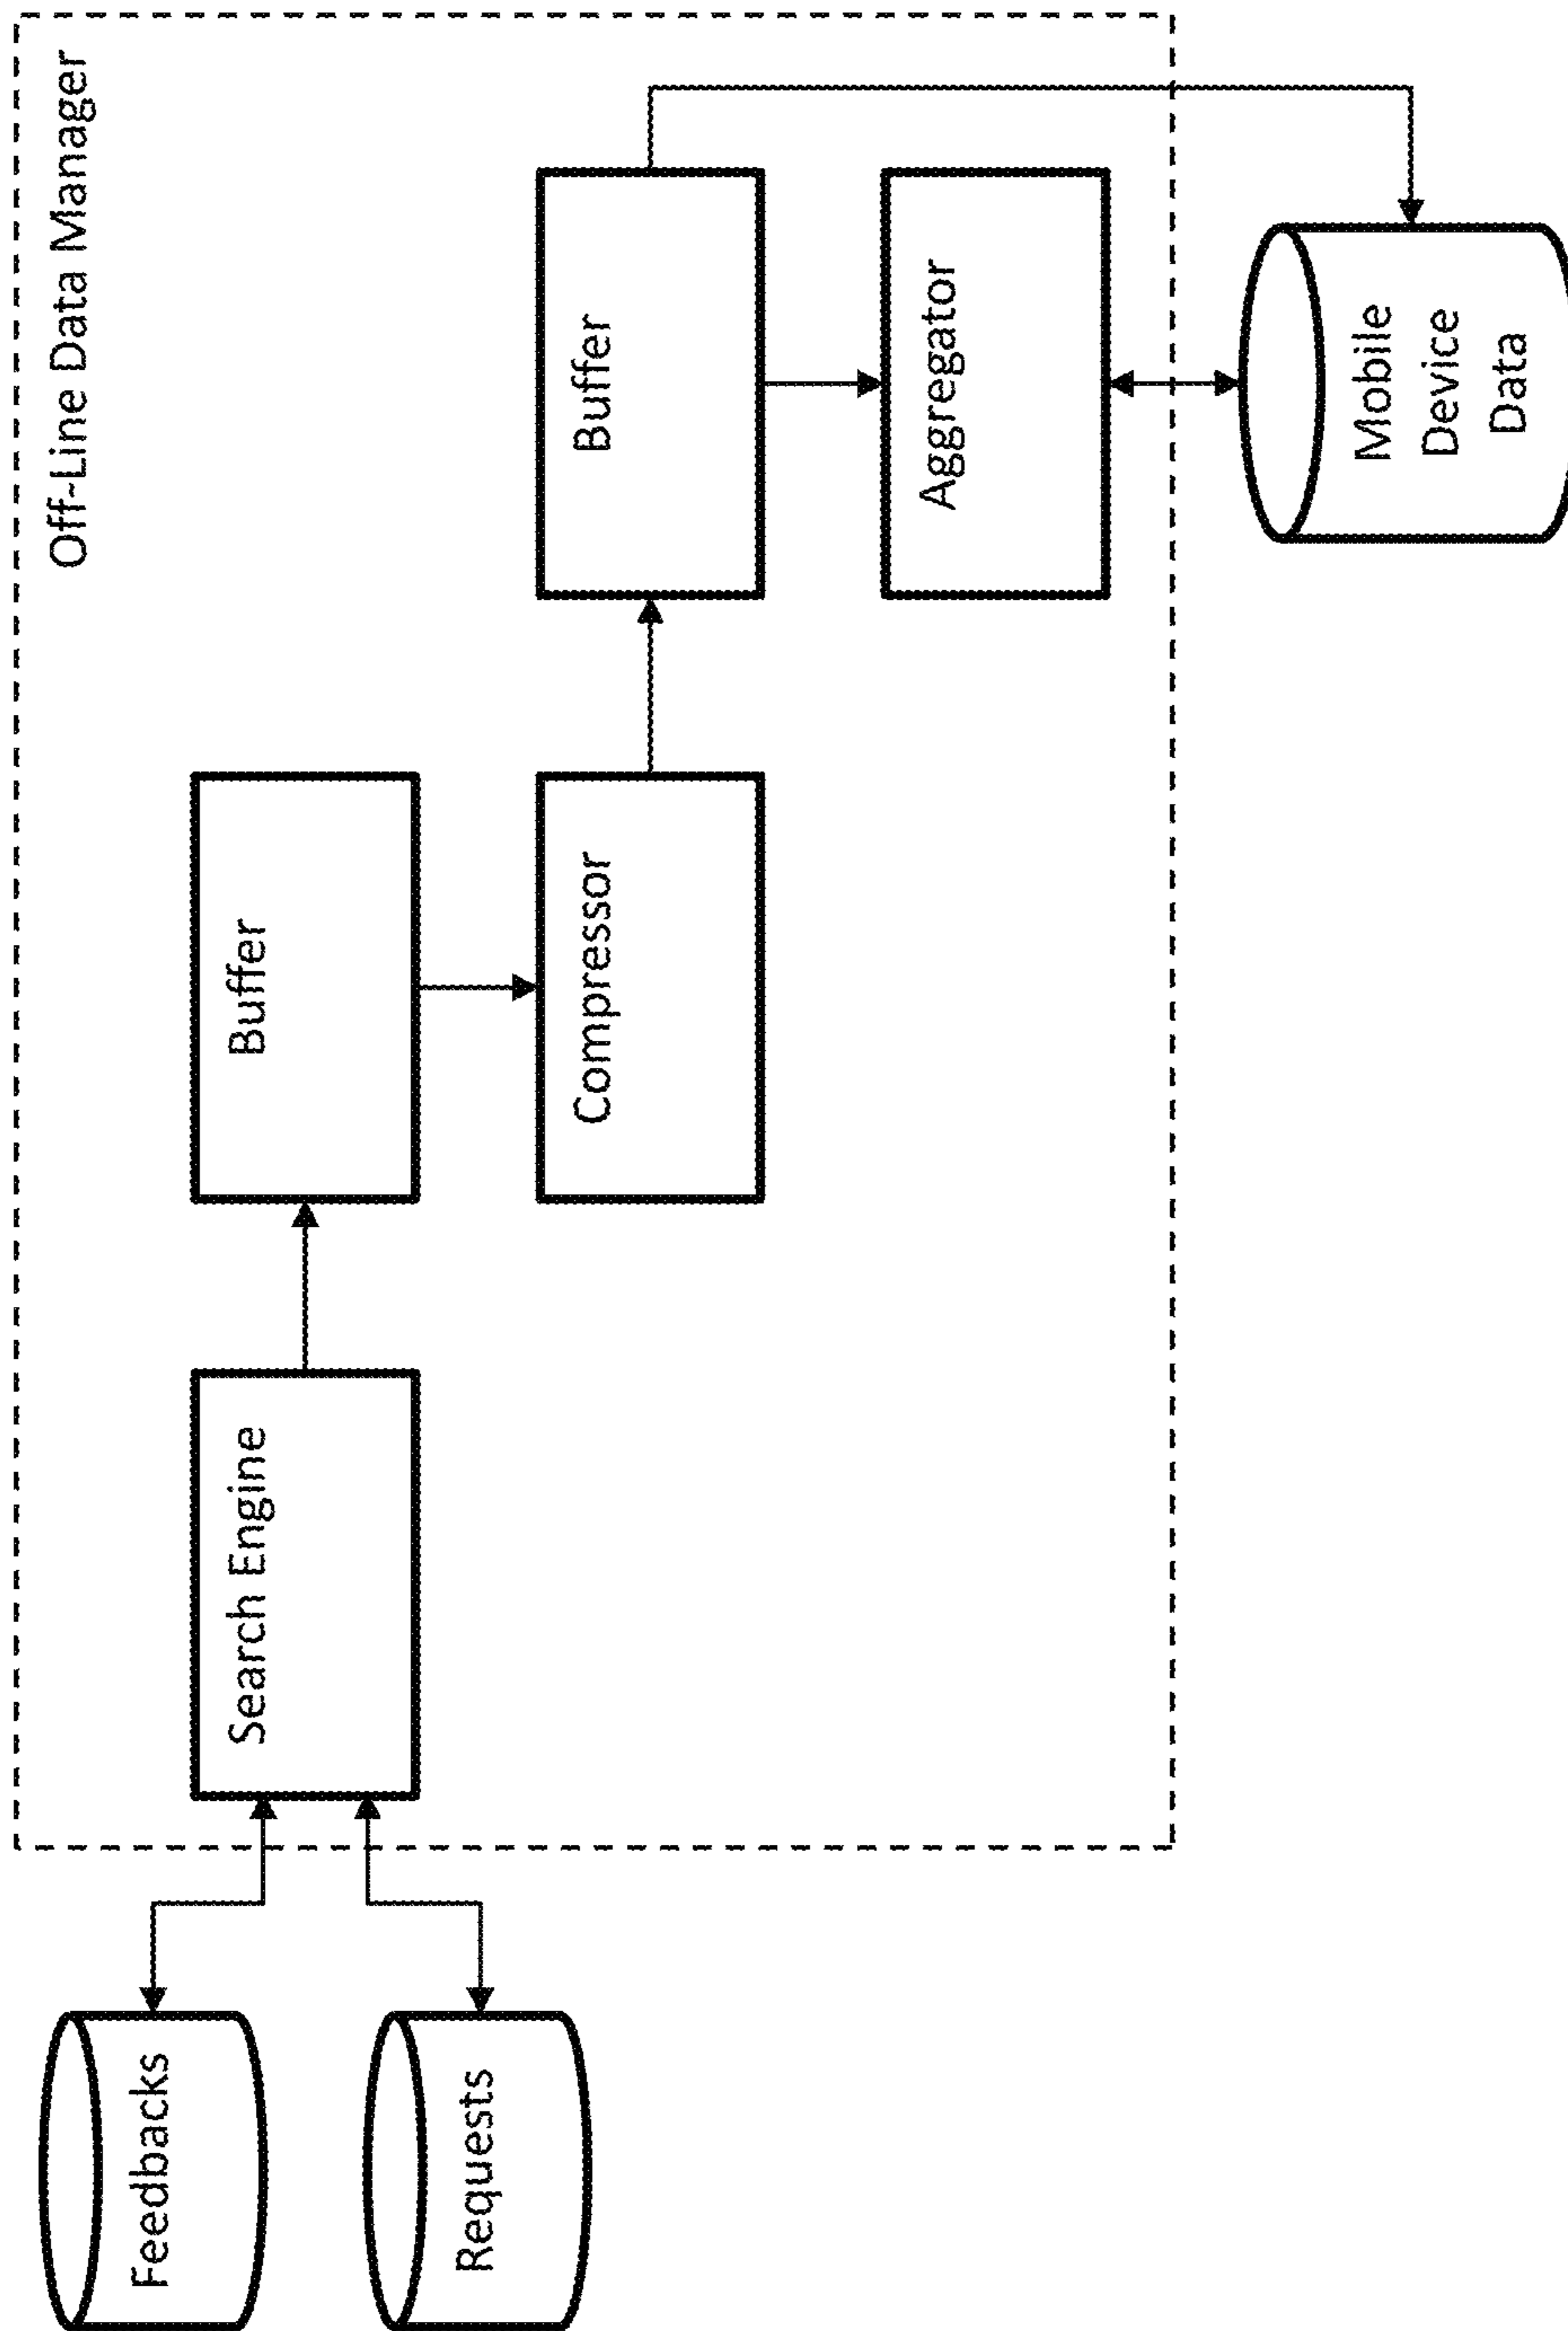 Off-Line Data Manager
Feedbacks
Requests
Search Engine
Buffer
Compressor
Buffer
Aggregator
Mobile
Device
Data